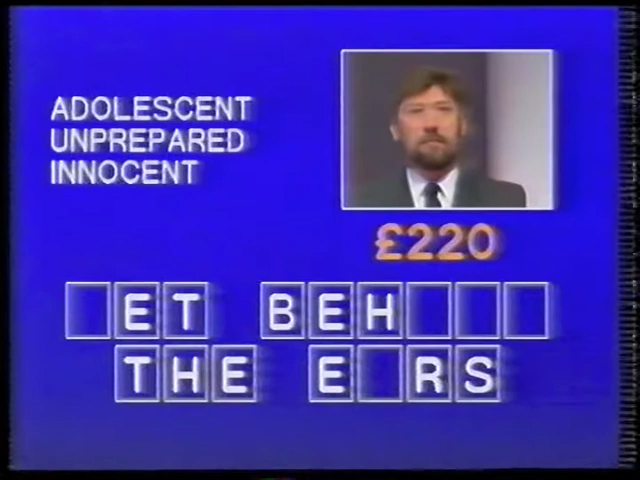 ADOLESCENT
UNPREPARED
INNOCENT
£220
ET BEH
THE E RS